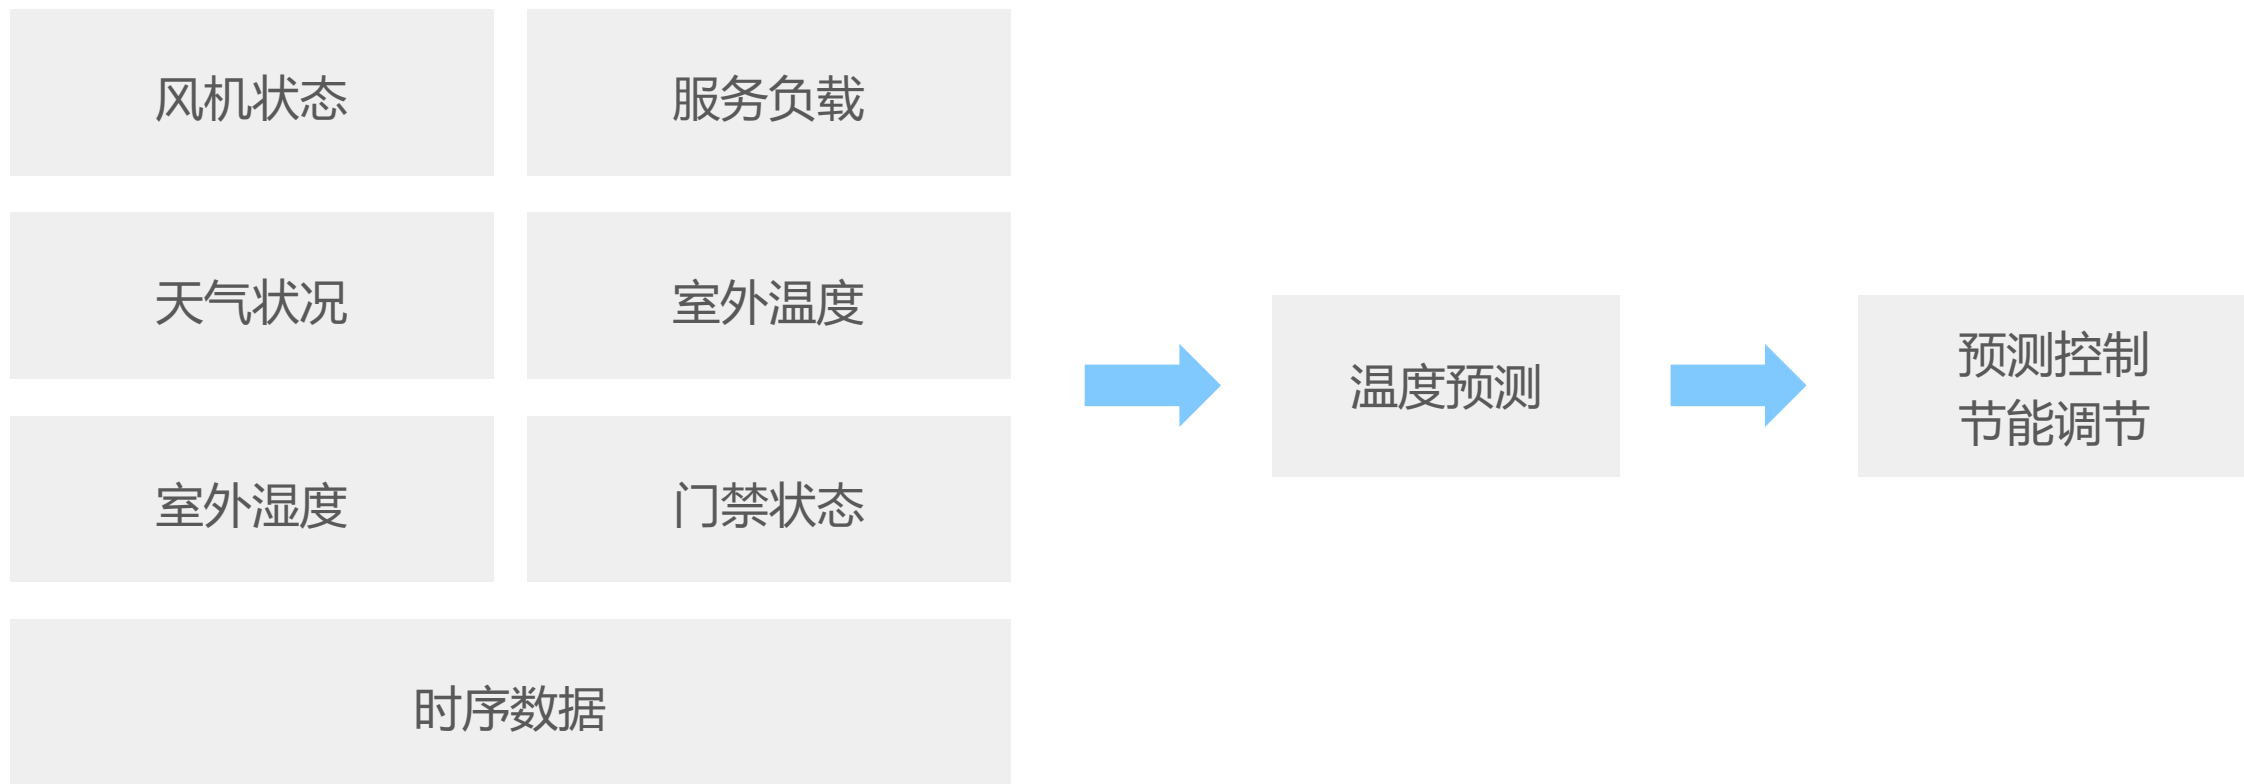 风机状态
服务负载
天气状况
室外温度
室外湿度
门禁状态
时序数据
温度预测
预测控制
节能调节